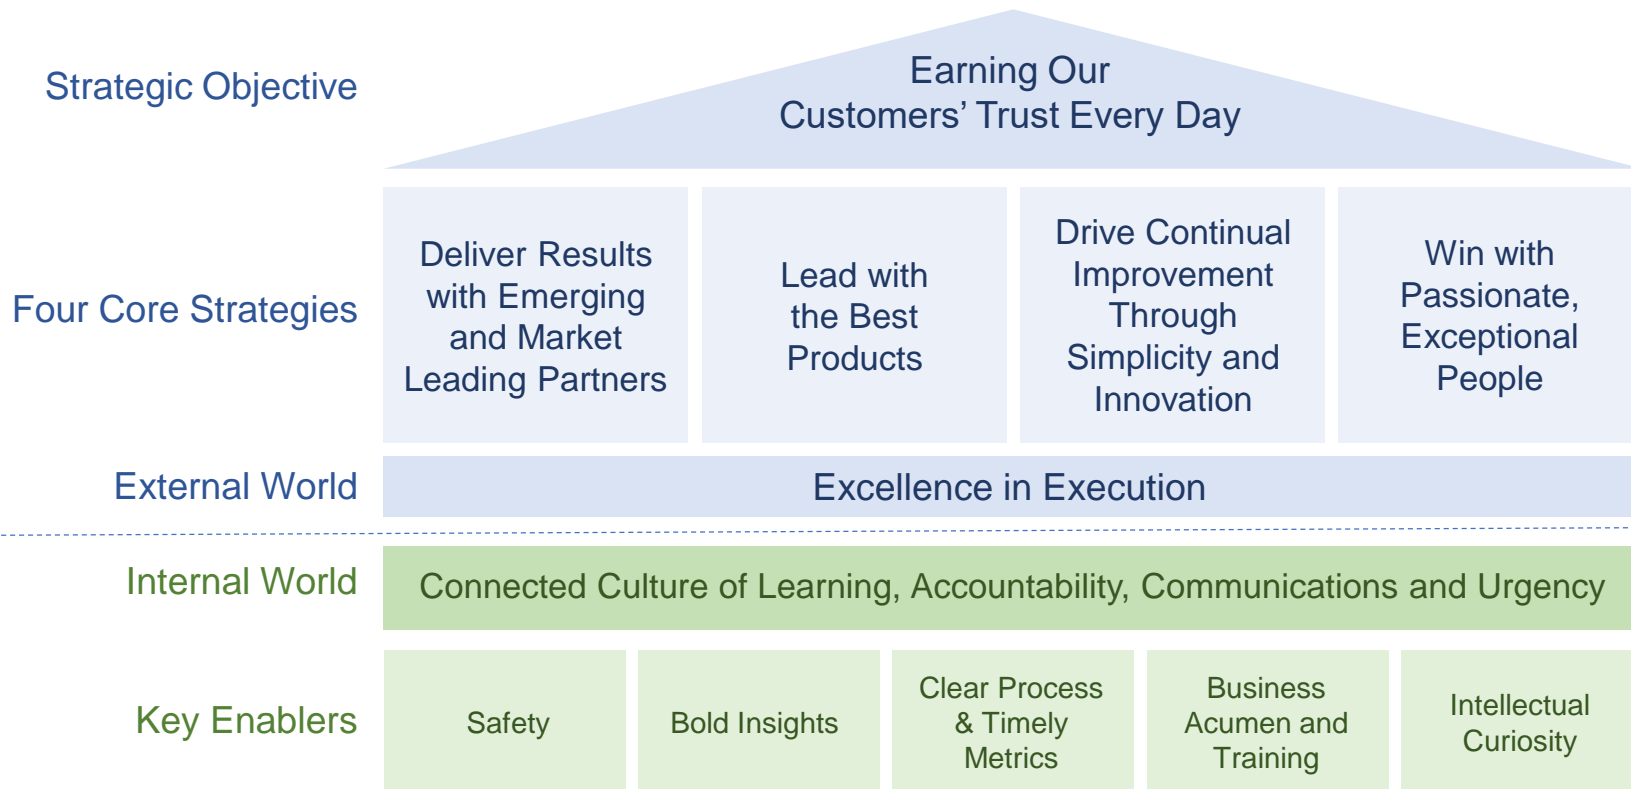 Strategic Objective
Earning Our
Customers’ Trust Every Day
Four Core Strategies
Deliver Results
with Emerging
and Market
Leading Partners
Lead with
the Best
Products
Drive Continual
Improvement
Through
Simplicity and
Innovation
Win with
Passionate,
Exceptional
People
External World
Excellence in Execution
Internal World
Connected Culture of Learning, Accountability, Communications and Urgency
Key Enablers
Safety
Bold Insights
Clear Process
& Timely
Metrics
Business
Acumen and
Training
Intellectual
Curiosity